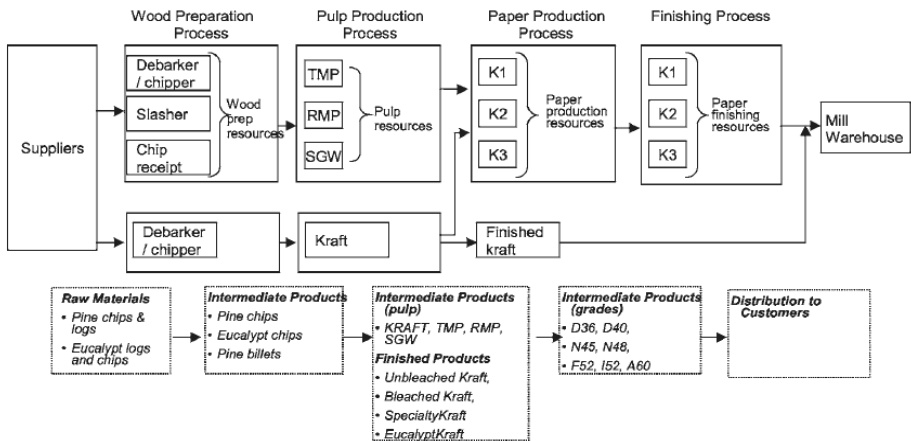 Wood Preparation
Process
Pulp Production
Process
Paper Production
Process
Finishing Process
Suppliers
Debarker
/ chipper
Slasher
Chip
receipt
Wood
prep
resources
TMP
RMP
SGW
Pulp
resources
K1
K2
K3
Paper
production
resources
K1
K2
K3
Paper
finishing
resources
Mill
Warehouse
Debarker
/ chipper
Kraft
Finished
kraft
Raw Materials
• Pine chips &
logs
• Eucalypt logs
and chips
Intermediate Products
• Pine chips
• Eucalypt chips
• Pine billets
Intermediate Products
(pulp)
• KRAFT, TMP, RMP,
SGW
Finished Products
• Unbleached Kraft,
• Bleached Kraft,
• SpecialtyKraft
• EucalyptKraft
Intermediate Products
(grades)
• D36, D40,
• N45, N48,
• F52, I52, A60
Distribution to
Customers